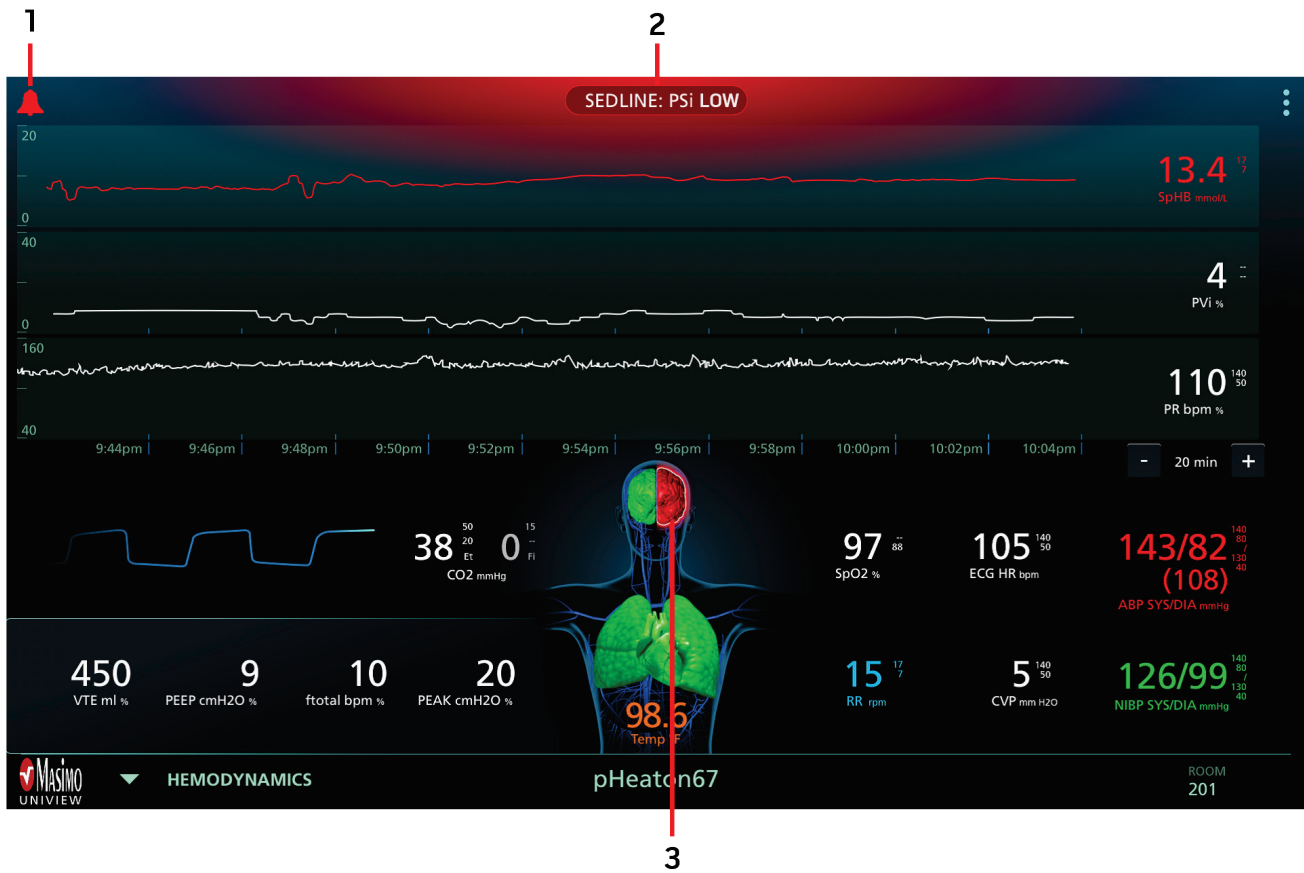 1
2
SEDLINE: PSi LOW
20
0
13.4 17 7
SpHB mmol/L
40
0
4 -- --
PVi %
160
40
110 140 50
PR bpm %
9:44pm 9:46pm 9:48pm 9:50pm 9:52pm 9:54pm 9:56pm 9:58pm 10:00pm 10:02pm 10:04pm
- 20 min +
38 50 20 Et 0 15 -- Fi
CO2 mmHg
97 -- 88
SpO2 %
105 140 50
ECG HR bpm
143/82 140 80 / 130 40
(108)
ABP SYS/DIA mmHg
450
VTE ml %
9
PEEP cmH2O %
10
ftotal bpm %
20
PEAK cmH2O %
98.6
Temp °F
15 17 7
RR rpm
5 140 50
CVP mm H2O
126/99 140 80 / 130 40
NIBP SYS/DIA mmHg
Masimo
UNIVIEW
HEMODYNAMICS
pHeaton67
ROOM
201
3